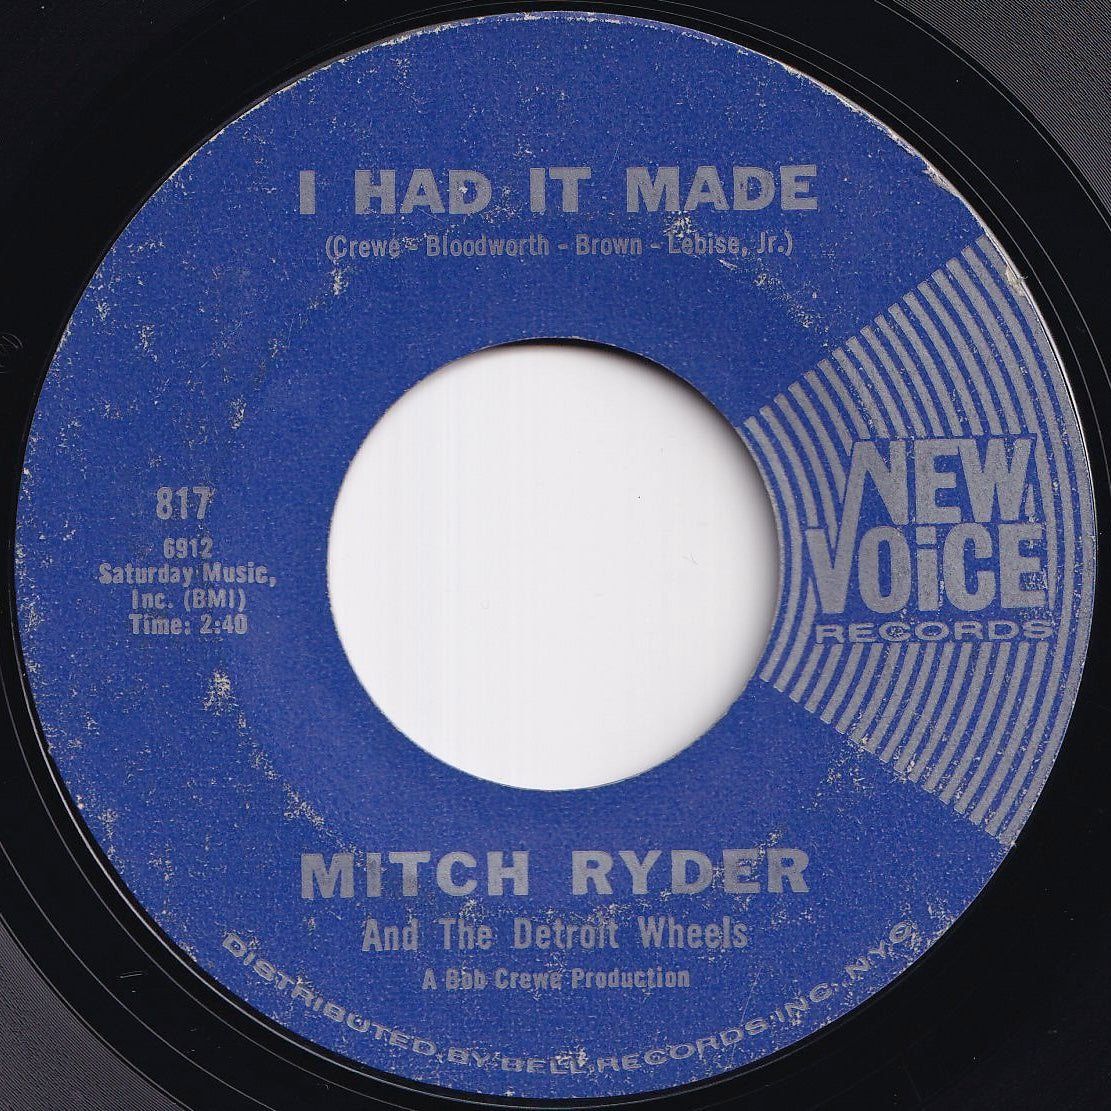 I HAD IT MADE
(Crewe - Bloodworth - Brown - Lebise, Jr.)
NEW
VOiCE
RECORDS
817
6912
Saturday Music,
Inc. (BMI)
Time: 2:40
MITCH RYDER
And The Detroit Wheels
A Bob Crewe Production
DISTRIBUTED BY BELL RECORDS INC., NYC